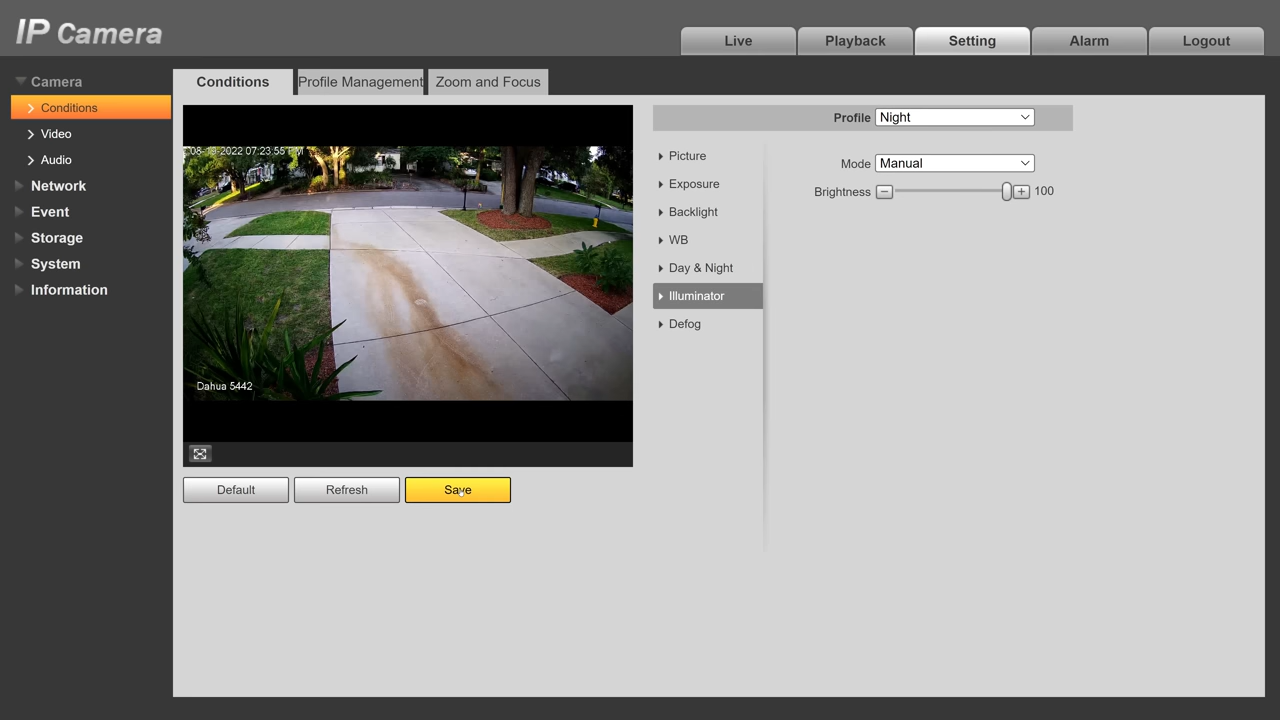 IP Camera
Live
Playback
Setting
Alarm
Logout
Camera
Conditions
Video
Audio
Network
Event
Storage
System
Information
Conditions
Profile Management
Zoom and Focus
08-19-2022 07:23:55 PM
Dahua 5442
Default
Refresh
Save
Profile
Night
Picture
Exposure
Backlight
WB
Day & Night
Illuminator
Defog
Mode
Manual
Brightness
100